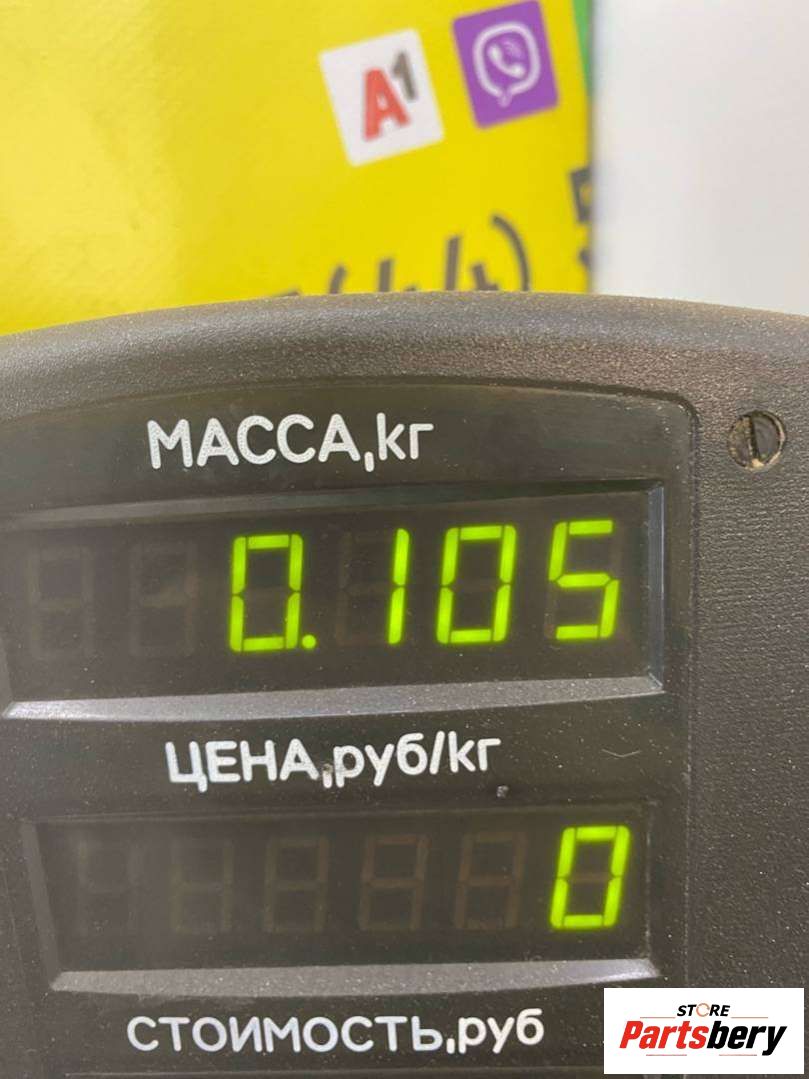 A1
МАССА,кг
0.105
ЦЕНА,руб/кг
0
СТОИМОСТЬ,руб
STORE
Partsbery